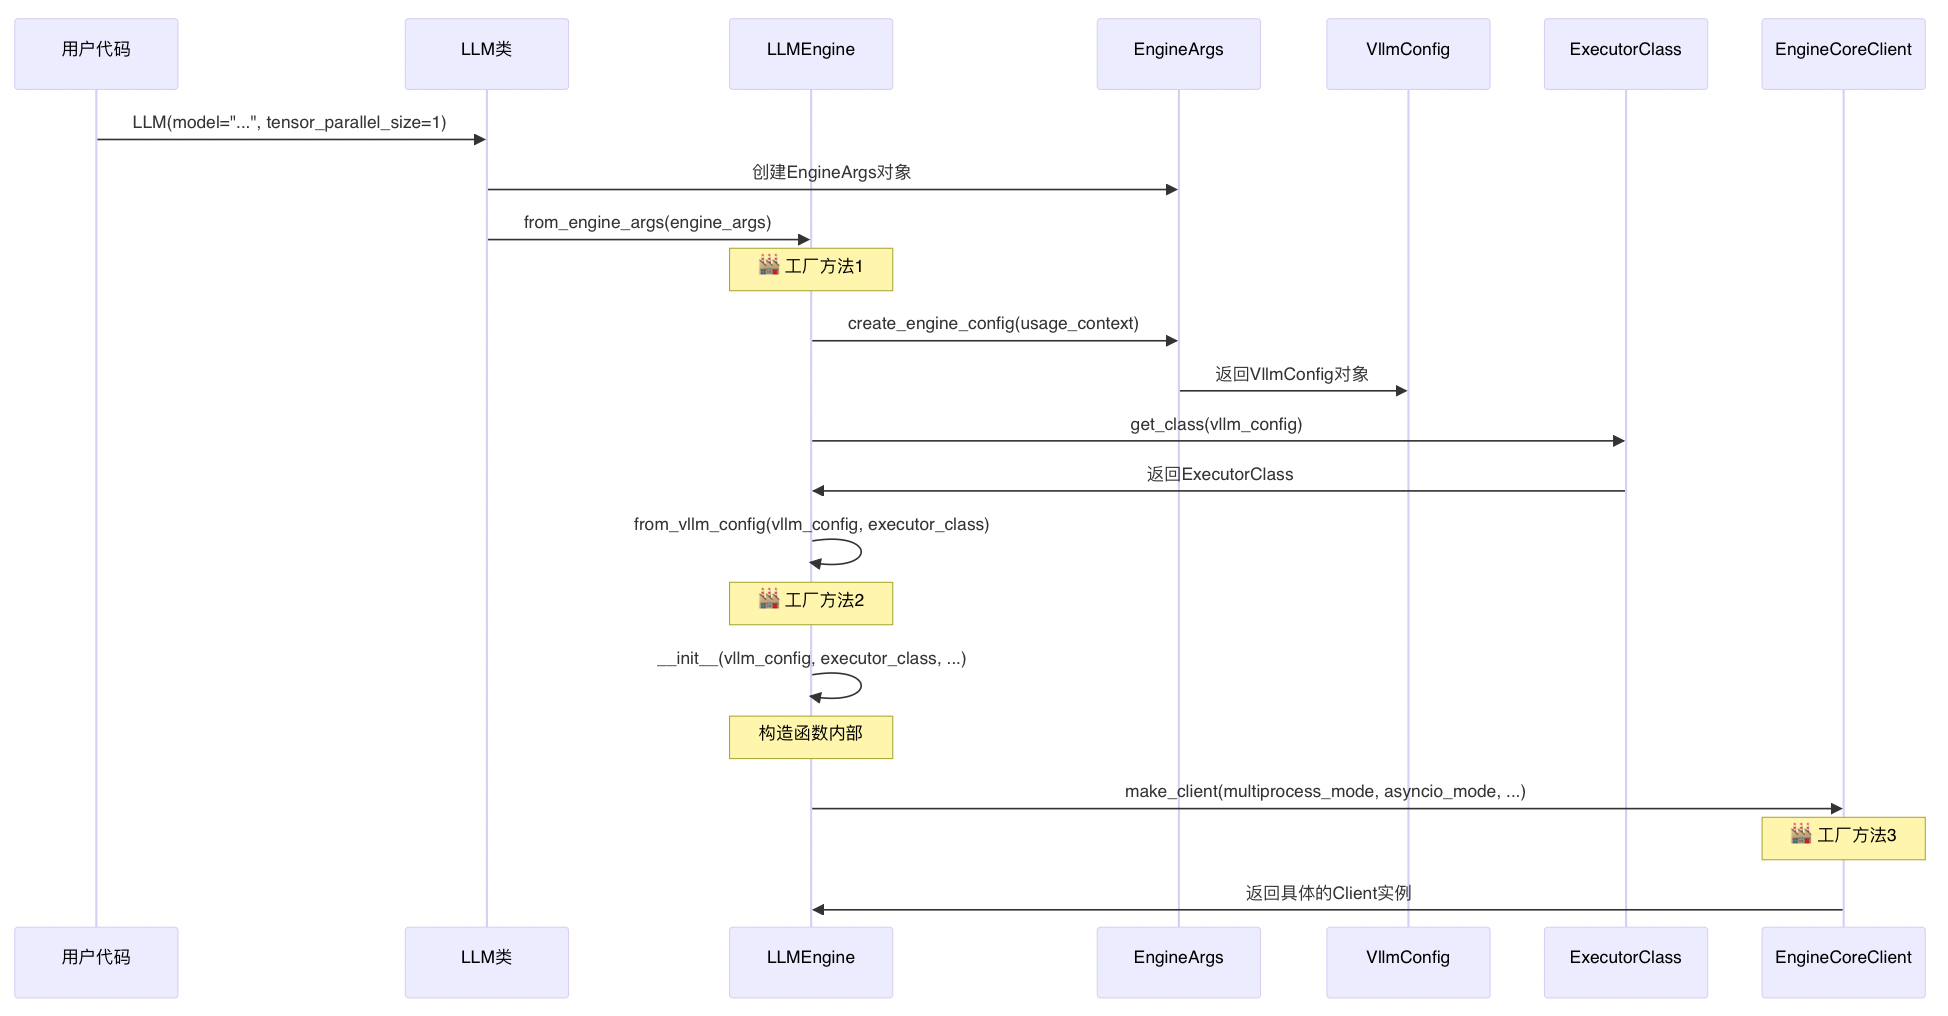 用户代码
LLM类
LLMEngine
EngineArgs
VllmConfig
ExecutorClass
EngineCoreClient
LLM(model="...", tensor_parallel_size=1)
创建EngineArgs对象
from_engine_args(engine_args)
🏭 工厂方法1
create_engine_config(usage_context)
返回VllmConfig对象
get_class(vllm_config)
返回ExecutorClass
from_vllm_config(vllm_config, executor_class)
🏭 工厂方法2
__init__(vllm_config, executor_class, ...)
构造函数内部
make_client(multiprocess_mode, asyncio_mode, ...)
🏭 工厂方法3
返回具体的Client实例
用户代码
LLM类
LLMEngine
EngineArgs
VllmConfig
ExecutorClass
EngineCoreClient